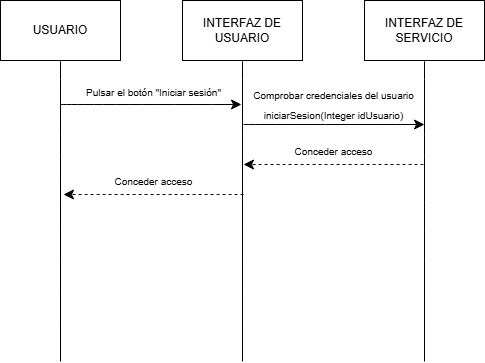 USUARIO
INTERFAZ DE
USUARIO
INTERFAZ DE
SERVICIO
Pulsar el botón "Iniciar sesión"
Comprobar credenciales del usuario
iniciarSesion(Integer idUsuario)
Conceder acceso
Conceder acceso